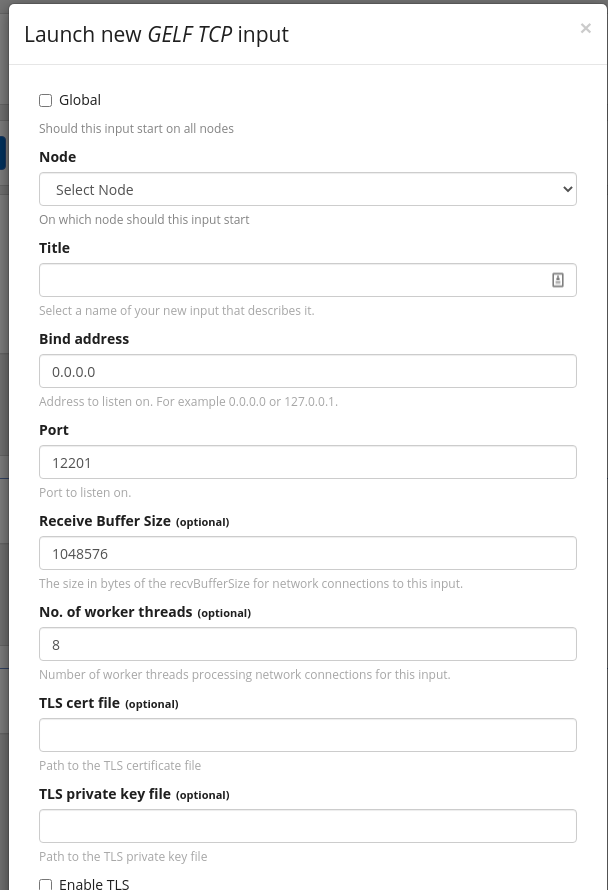 Launch new GELF TCP input
×
Global
Should this input start on all nodes
Node
Select Node
On which node should this input start
Title
Select a name of your new input that describes it.
Bind address
0.0.0.0
Address to listen on. For example 0.0.0.0 or 127.0.0.1.
Port
12201
Port to listen on.
Receive Buffer Size (optional)
1048576
The size in bytes of the recvBufferSize for network connections to this input.
No. of worker threads (optional)
8
Number of worker threads processing network connections for this input.
TLS cert file (optional)
Path to the TLS certificate file
TLS private key file (optional)
Path to the TLS private key file
Enable TLS